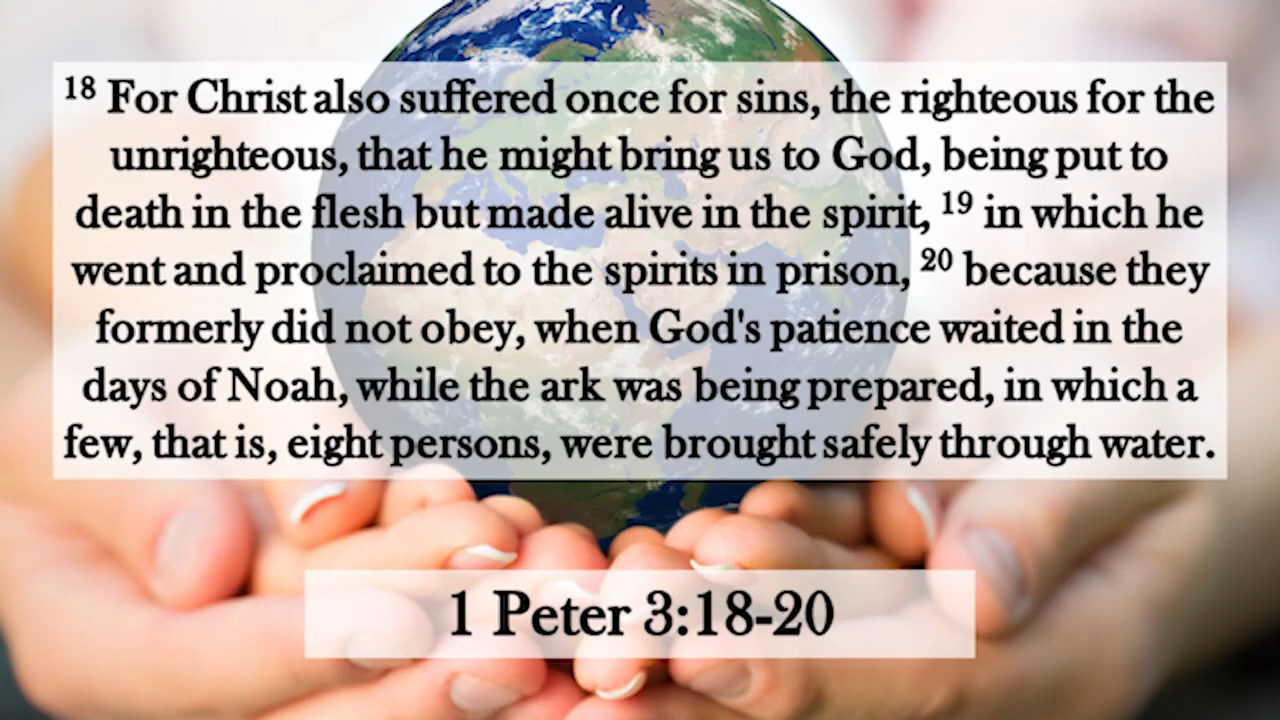 18 For Christ also suffered once for sins, the righteous for the
unrighteous, that he might bring us to God, being put to
death in the flesh but made alive in the spirit, 19 in which he
went and proclaimed to the spirits in prison, 20 because they
formerly did not obey, when God's patience waited in the
days of Noah, while the ark was being prepared, in which a
few, that is, eight persons, were brought safely through water.
1 Peter 3:18-20